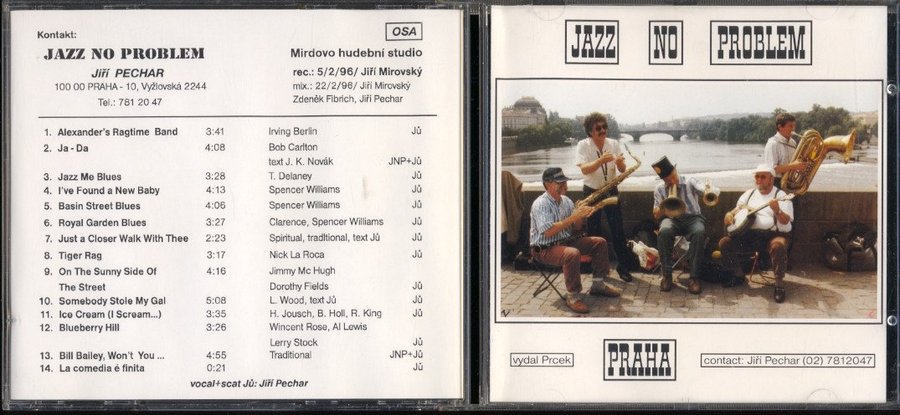 Kontakt:
OSA
JAZZ NO PROBLEM
Mirdovo hudební studio
Jiří PECHAR
rec.: 5/2/96/ Jiří Mirovský
100 00 PRAHA - 10, Vyžlovská 2244
mix.: 22/2/96/ Jiří Mirovský
Tel.: 781 20 47
Zdeněk Fibrich, Jiří Pechar
1. Alexander's Ragtime Band 3:41 Irving Berlin Jů
2. Ja - Da 4:08 Bob Carlton
text J. K. Novák JNP+Jů
3. Jazz Me Blues 3:28 T. Delaney Jů
4. I've Found a New Baby 4:13 Spencer Williams Jů
5. Basin Street Blues 4:06 Spencer Williams Jů
6. Royal Garden Blues 3:27 Clarence, Spencer Williams Jů
7. Just a Closer Walk With Thee 2:23 Spiritual, tradltional, text Jů Jů
8. Tiger Rag 3:17 Nick La Roca Jů
9. On The Sunny Side Of 4:16 Jimmy Mc Hugh
The Street Dorothy Fields Jů
10. Somebody Stole My Gal 5:08 L. Wood, text Jů Jů
11. Ice Cream (I Scream...) 3:35 H. Jousch, B. Holl, R. King Jů
12. Blueberry Hill 3:26 Wincent Rose, Al Lewis
Lerry Stock Jů
13. Bill Bailey, Won't You ... 4:55 Traditional JNP+Jů
14. La comedia é finita 0:21 Jů
vocal+scat Jů: Jiří Pechar
JAZZ NO PROBLEM
vydal Prcek
PRAHA
contact: Jiří Pechar (02) 7812047